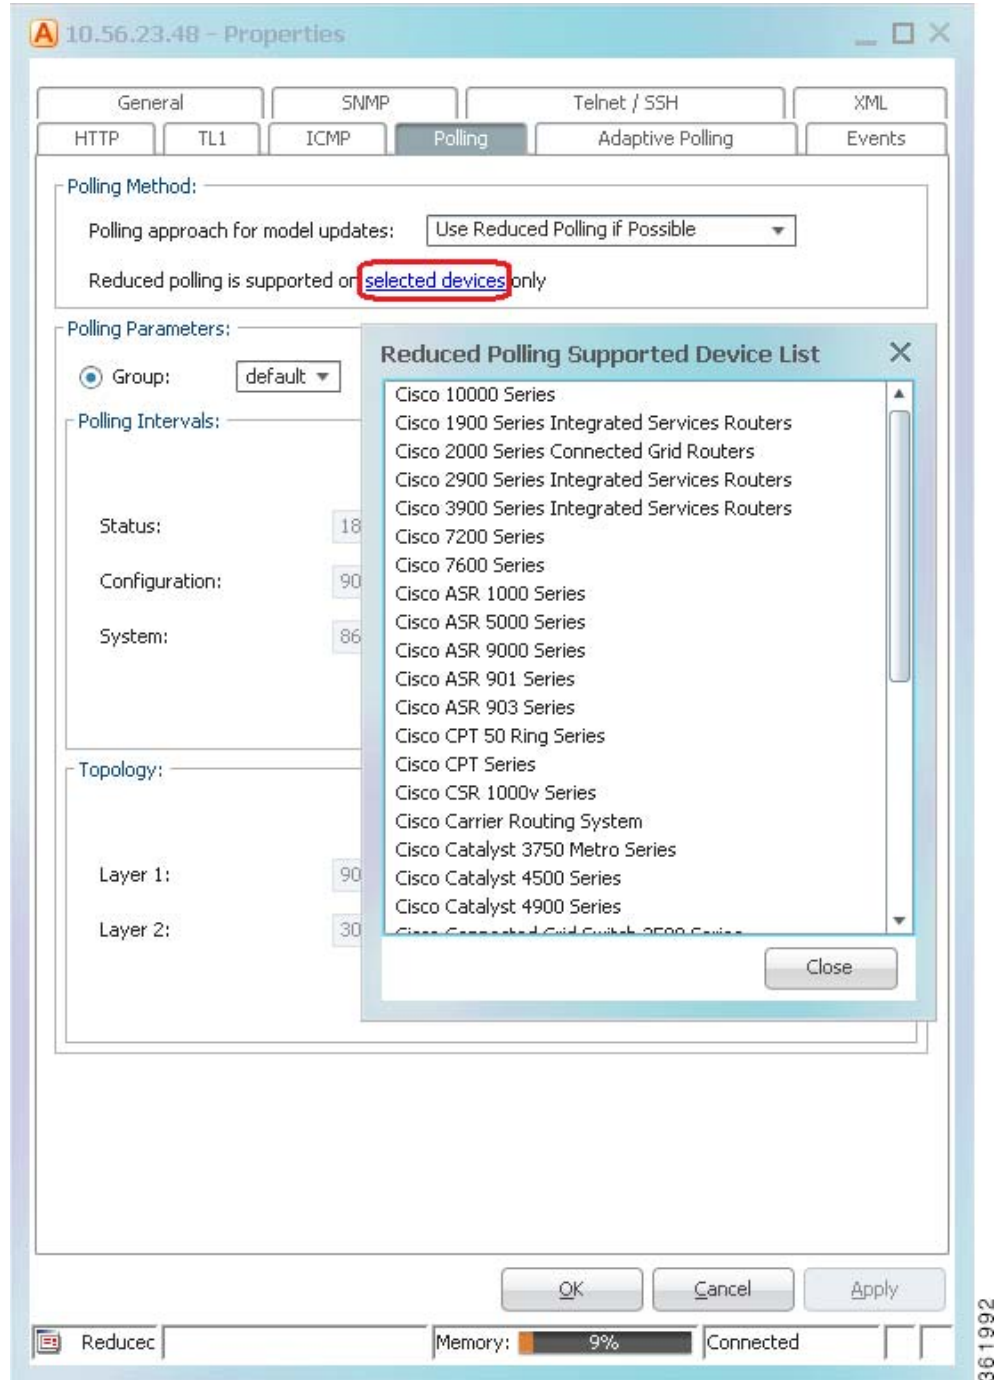 10.56.23.48 – Properties
General SNMP Telnet / SSH XML
HTTP TL1 ICMP Polling Adaptive Polling Events
Polling Method:
Polling approach for model updates: Use Reduced Polling if Possible
Reduced polling is supported on selected devices only
Polling Parameters:
Group: default
Polling Intervals:
Status: 18
Configuration: 90
System: 86
Topology:
Layer 1: 90
Layer 2: 30
Reduced Polling Supported Device List
Cisco 10000 Series
Cisco 1900 Series Integrated Services Routers
Cisco 2000 Series Connected Grid Routers
Cisco 2900 Series Integrated Services Routers
Cisco 3900 Series Integrated Services Routers
Cisco 7200 Series
Cisco 7600 Series
Cisco ASR 1000 Series
Cisco ASR 5000 Series
Cisco ASR 9000 Series
Cisco ASR 901 Series
Cisco ASR 903 Series
Cisco CPT 50 Ring Series
Cisco CPT Series
Cisco CSR 1000v Series
Cisco Carrier Routing System
Cisco Catalyst 3750 Metro Series
Cisco Catalyst 4500 Series
Cisco Catalyst 4900 Series
Cisco Connected Grid Switch 2500 Series
Close
OK Cancel Apply
Reducec Memory: 9% Connected
361992